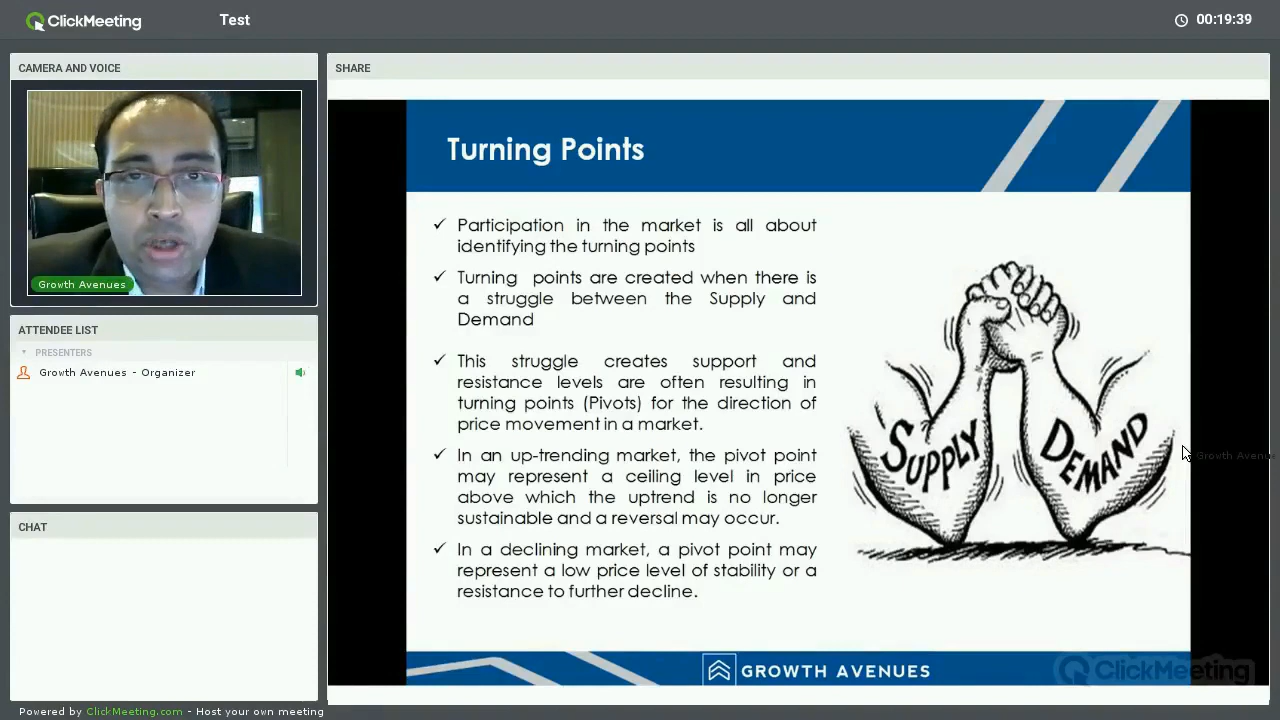 ClickMeeting
Test
00:19:39
CAMERA AND VOICE
Growth Avenues
ATTENDEE LIST
PRESENTERS
Growth Avenues - Organizer
CHAT
Powered by ClickMeeting.com - Host your own meeting
SHARE
Turning Points
Participation in the market is all about
identifying the turning points
Turning points are created when there is
a struggle between the Supply and
Demand
This struggle creates support and
resistance levels are often resulting in
turning points (Pivots) for the direction of
price movement in a market.
In an up-trending market, the pivot point
may represent a ceiling level in price
above which the uptrend is no longer
sustainable and a reversal may occur.
In a declining market, a pivot point may
represent a low price level of stability or a
resistance to further decline.
SUPPLY
DEMAND
Growth
GROWTH AVENUES
ClickMeeting